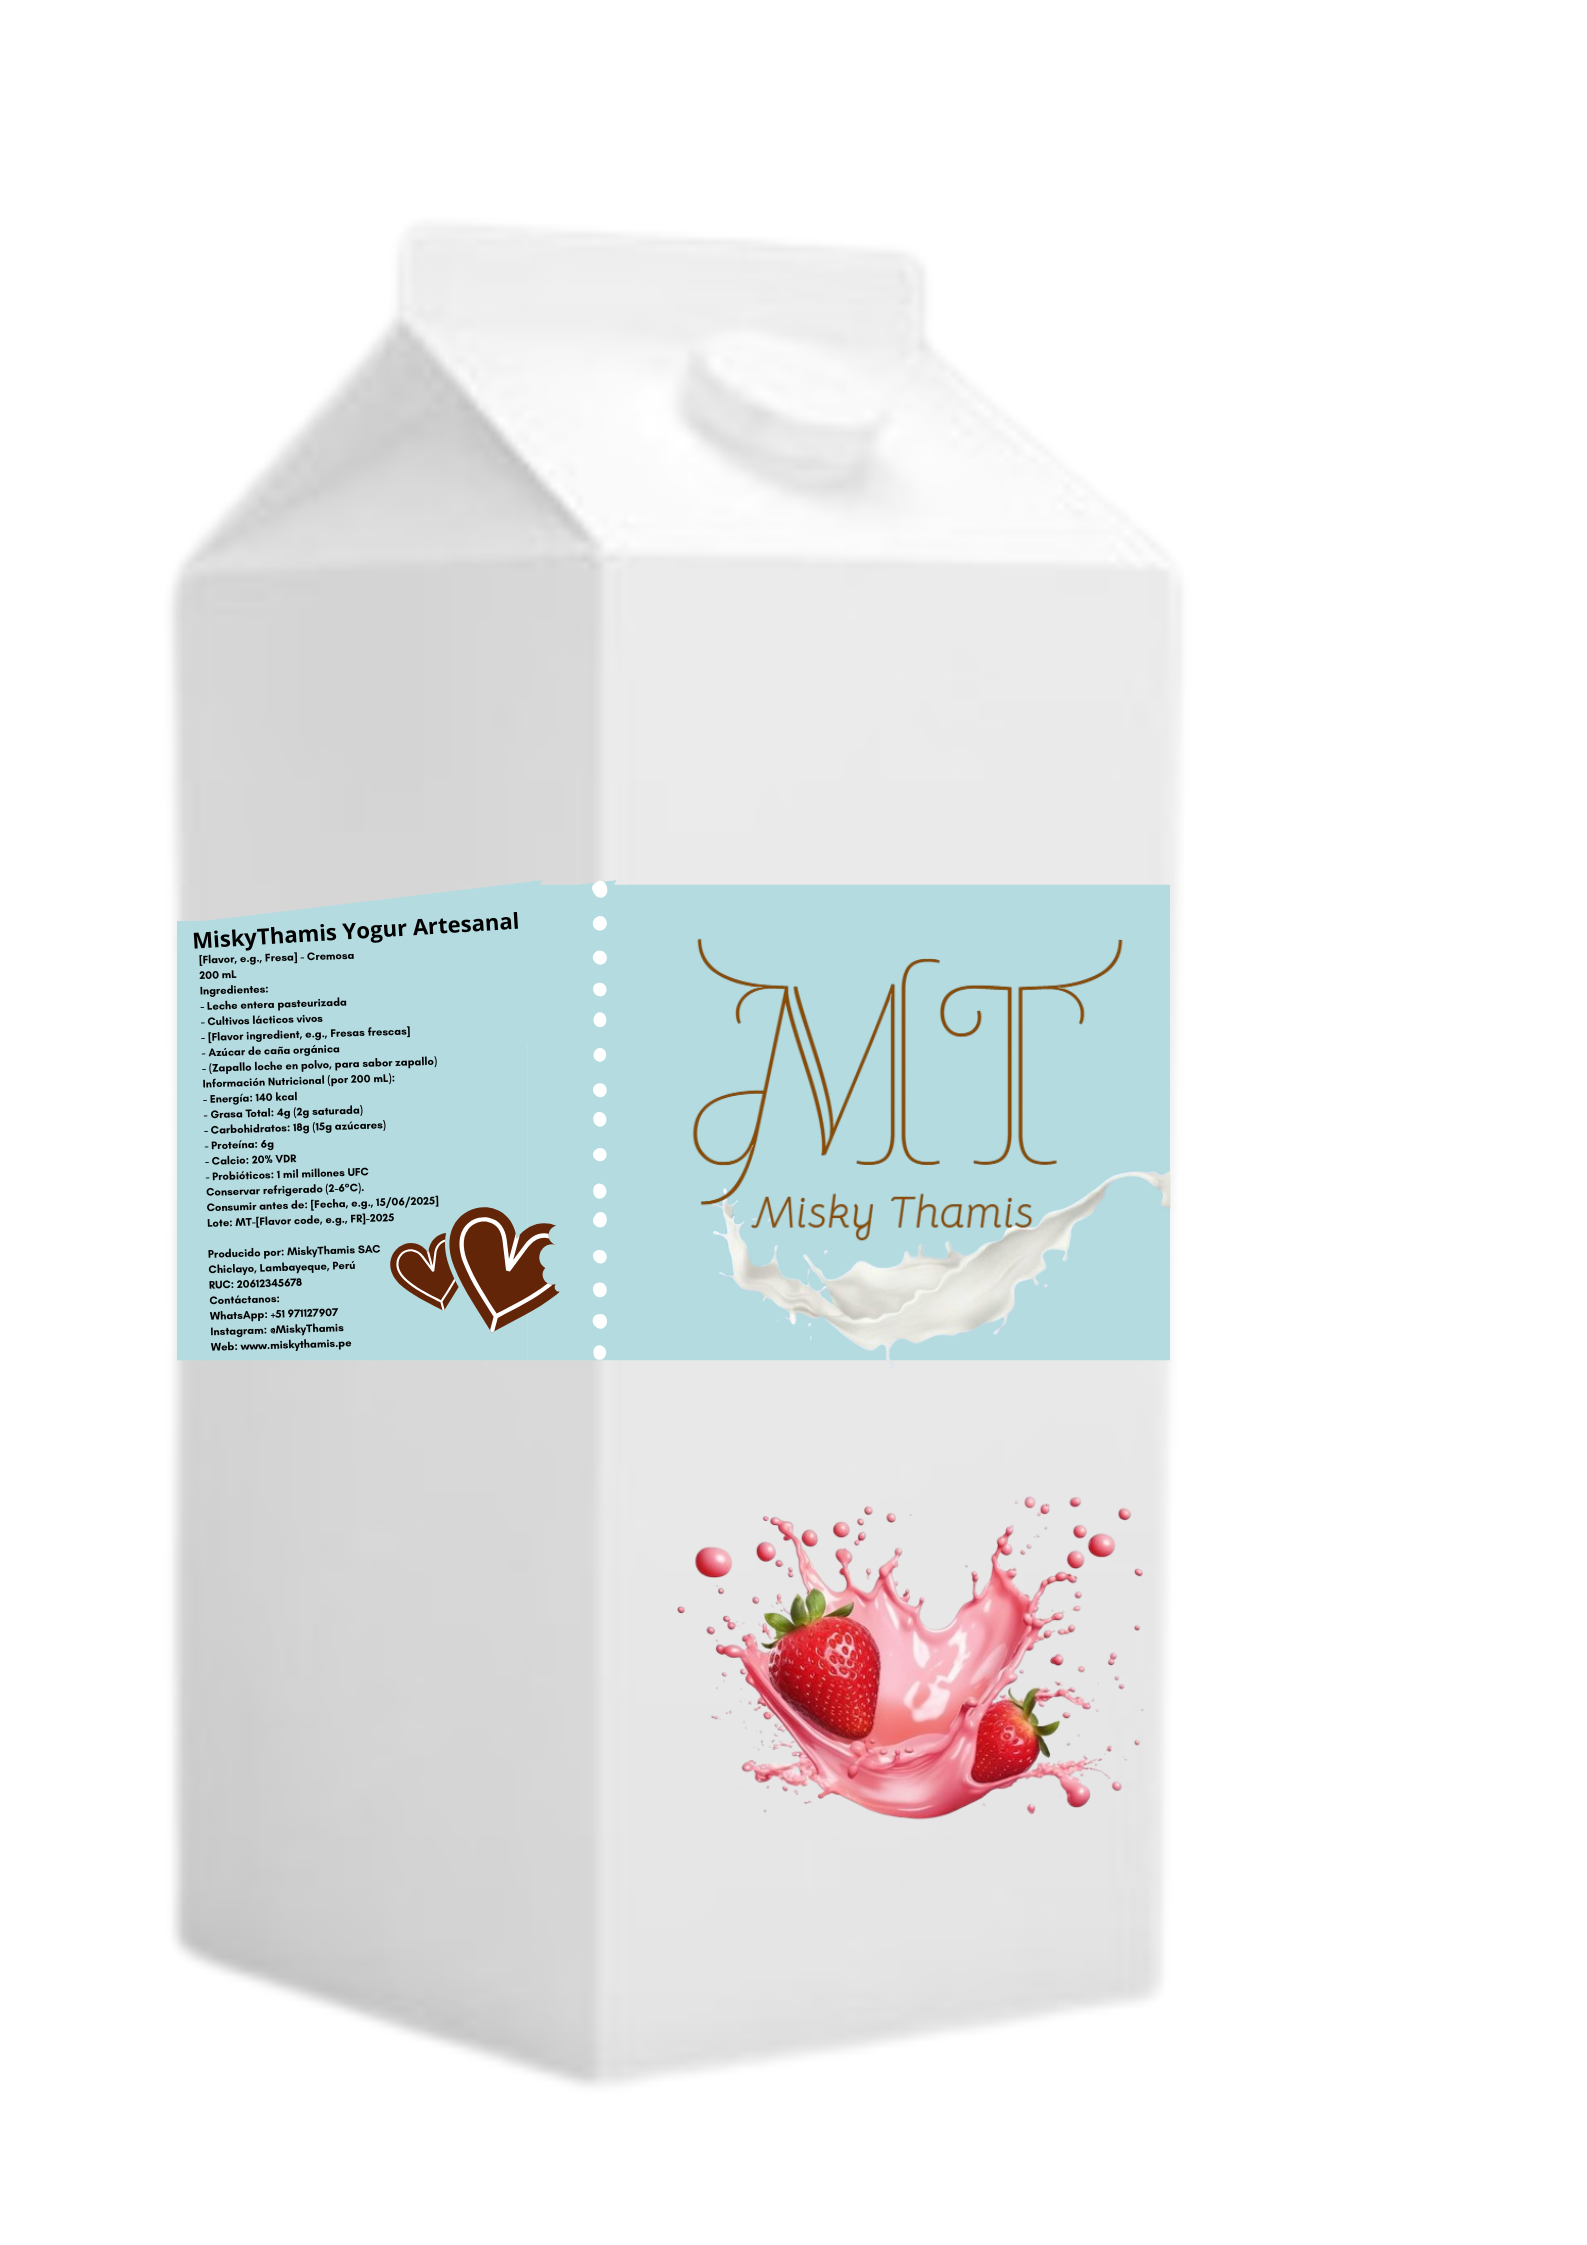 MiskyThamis Yogur Artesanal
[Flavor, e.g., Fresa] - Cremosa
200 mL
Ingredientes:
- Leche entera pasteurizada
- Cultivos lácticos vivos
- [Flavor ingredient, e.g., Fresas frescas]
- Azúcar de caña orgánica
- (Zapallo loche en polvo, para sabor zapallo)
Información Nutricional (por 200 mL):
- Energía: 140 kcal
- Grasa Total: 4g (2g saturada)
- Carbohidratos: 18g (15g azúcares)
- Proteína: 6g
- Calcio: 20% VDR
- Probióticos: 1 mil millones UFC
Conservar refrigerado (2-6°C).
Consumir antes de: [Fecha, e.g., 15/06/2025]
Lote: MT-[Flavor code, e.g., FR]-2025
Producido por: MiskyThamis SAC
Chiclayo, Lambayeque, Perú
RUC: 20612345678
Contáctanos:
WhatsApp: +51 971127907
Instagram: @MiskyThamis
Web: www.miskythamis.pe
MT
Misky Thamis